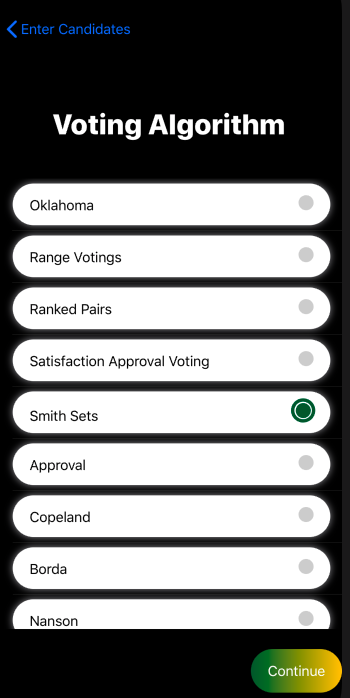 Enter Candidates
Voting Algorithm
Oklahoma
Range Votings
Ranked Pairs
Satisfaction Approval Voting
Smith Sets
Approval
Copeland
Borda
Nanson
Continue